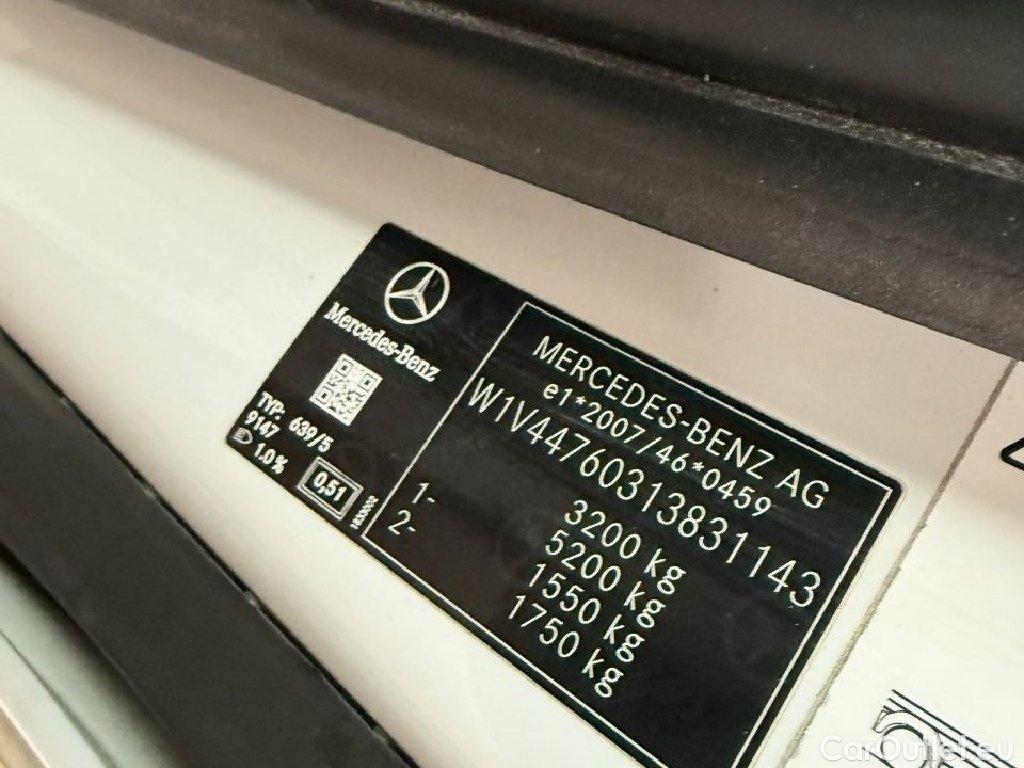 Mercedes-Benz
TYP: 639/5
9147
1.0%
0,51
MERCEDES-BENZ AG
e1*2007/46*0459
W1V44760313831143
3200 kg
5200 kg
1- 1550 kg
2- 1750 kg
CarOutlet.eu